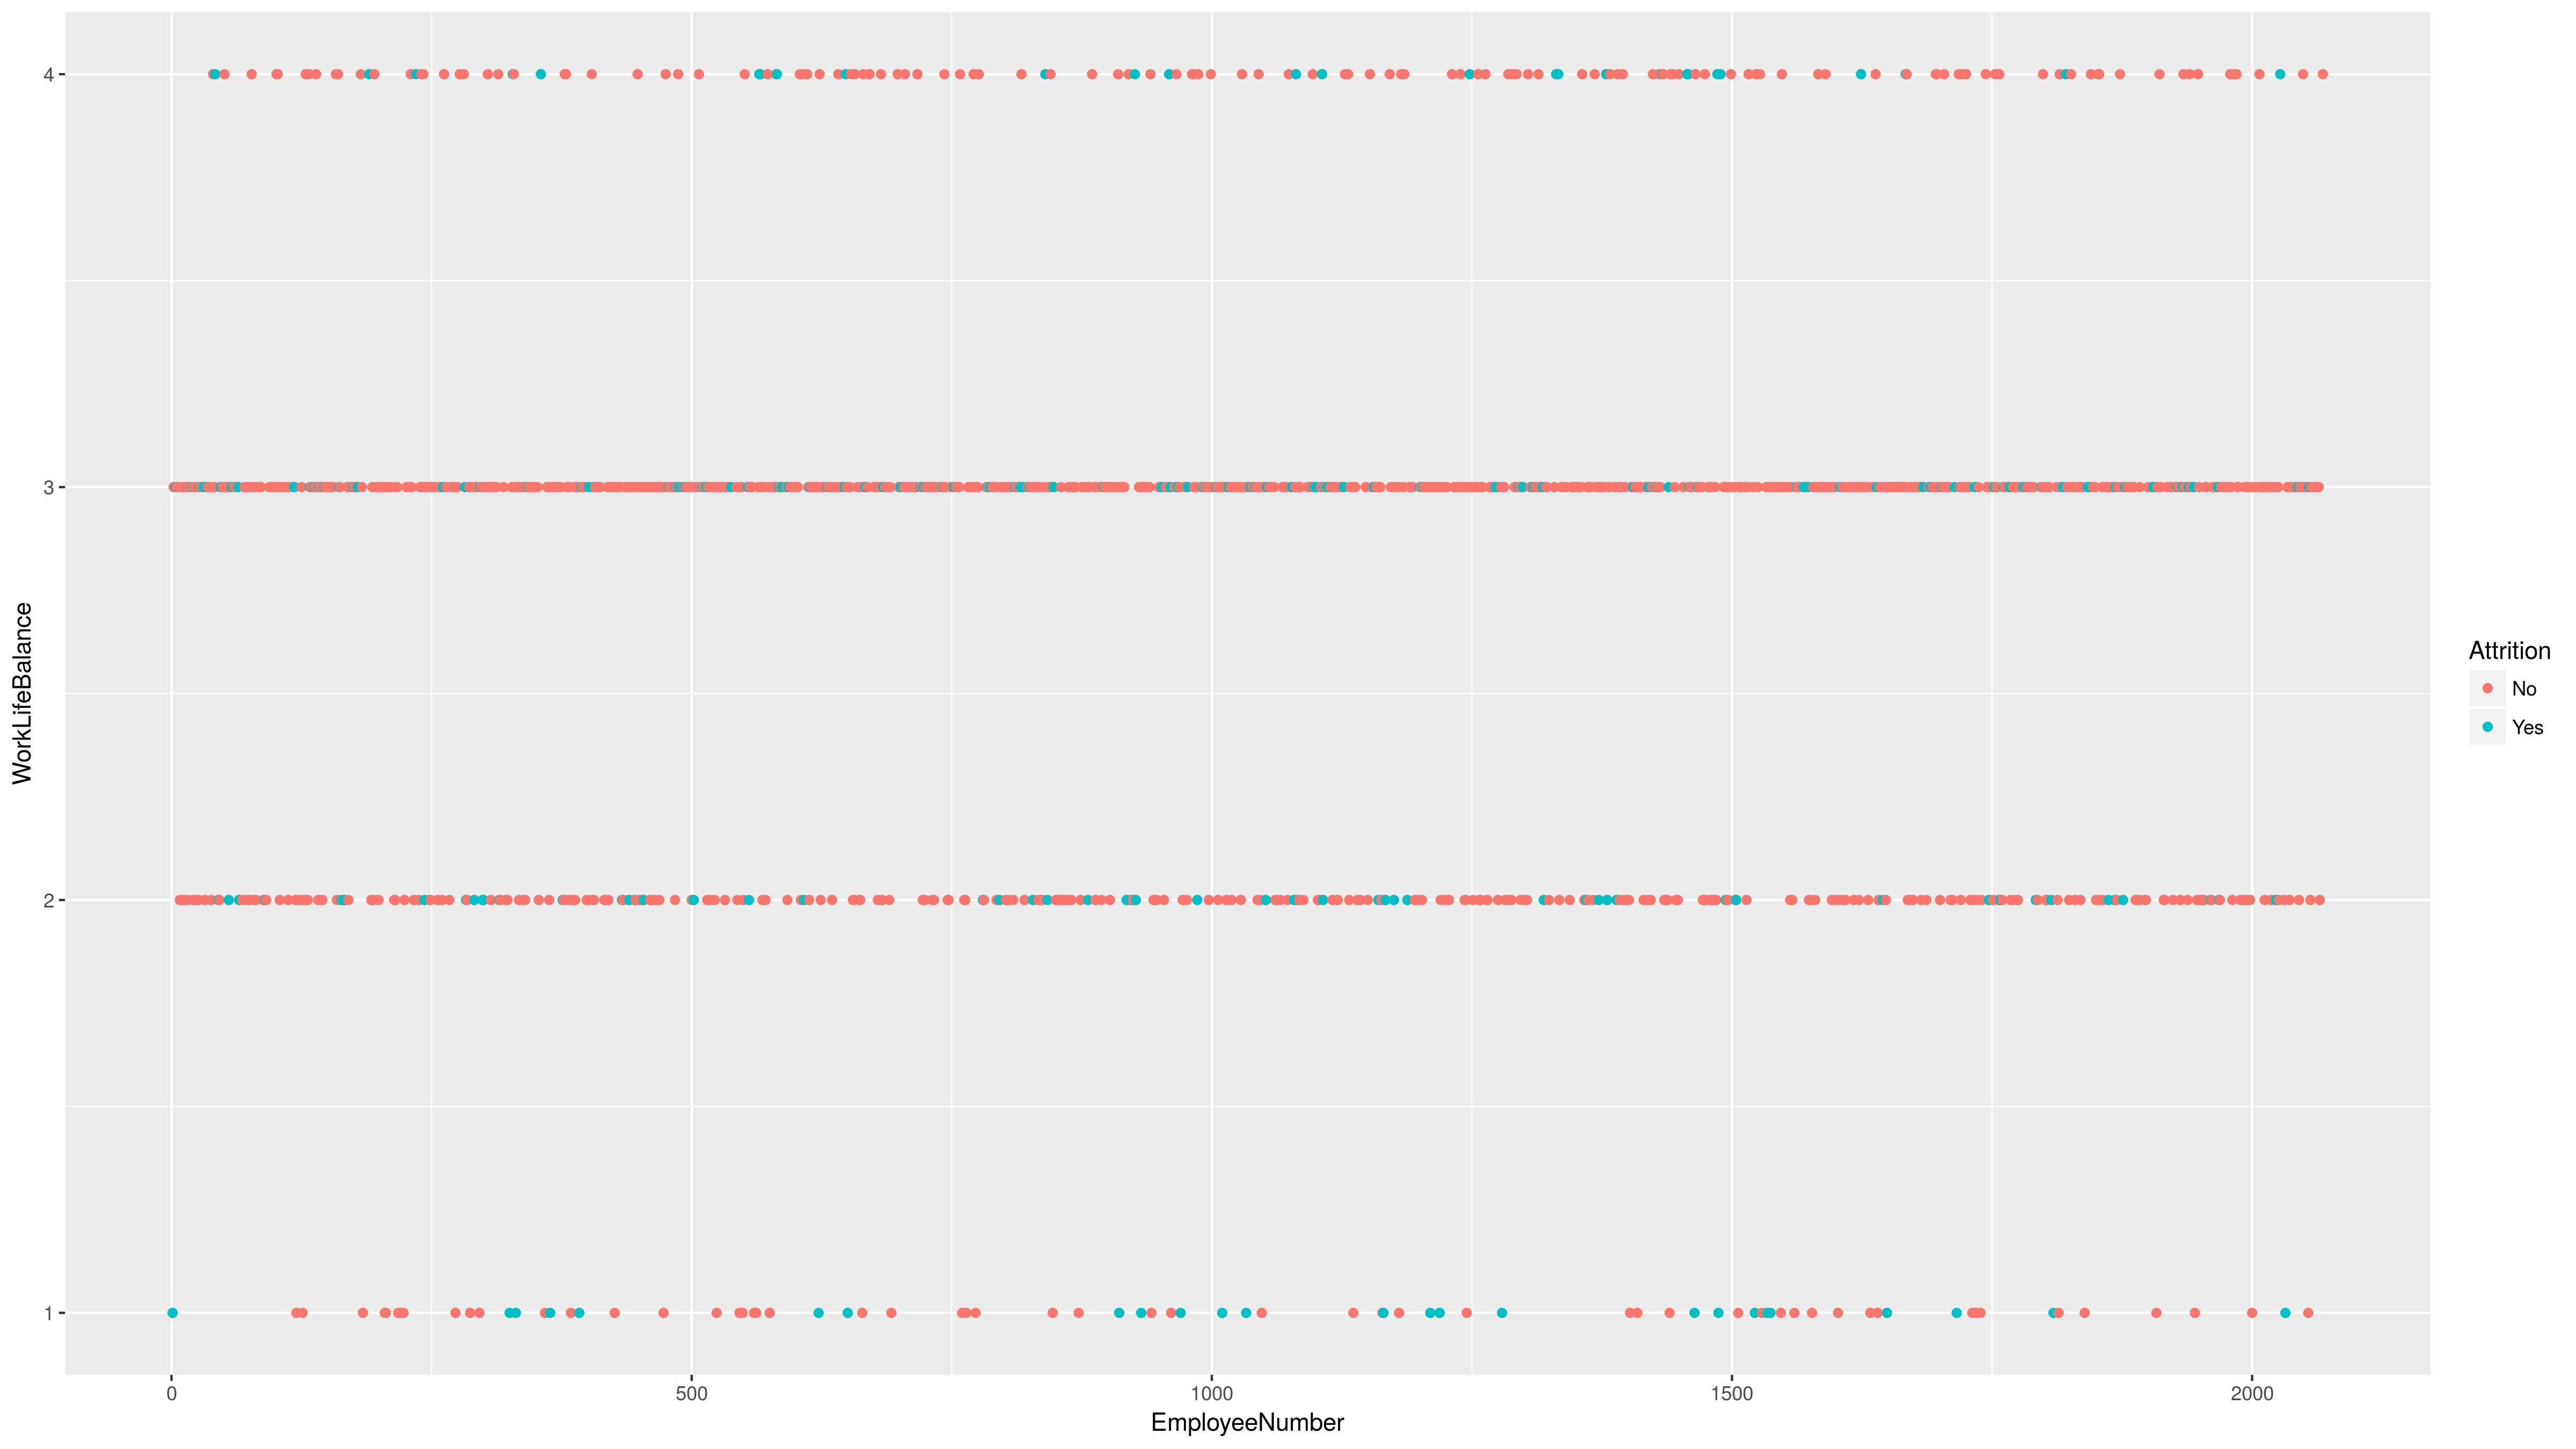 4
3
2
1
WorkLifeBalance
0 500 1000 1500 2000
EmployeeNumber
Attrition
No
Yes